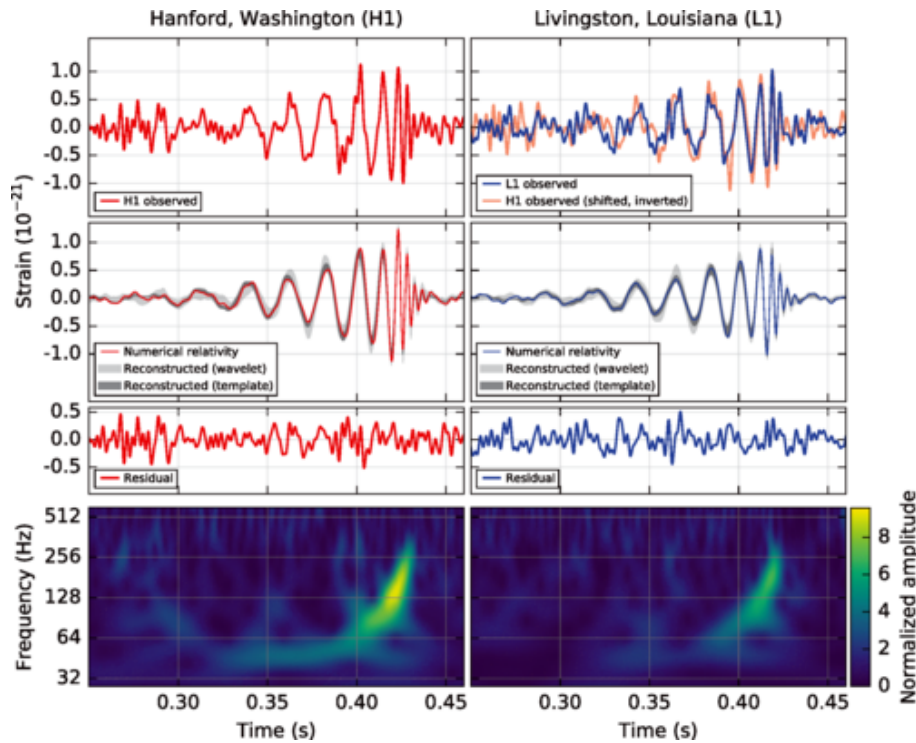 Hanford, Washington (H1)
Livingston, Louisiana (L1)
Strain (10⁻²¹)
1.0
0.5
0.0
-0.5
-1.0
H1 observed
L1 observed
H1 observed (shifted, inverted)
1.0
0.5
0.0
-0.5
-1.0
Numerical relativity
Reconstructed (wavelet)
Reconstructed (template)
Numerical relativity
Reconstructed (wavelet)
Reconstructed (template)
0.5
0.0
-0.5
Residual
Residual
Frequency (Hz)
512
256
128
64
32
Normalized amplitude
8
6
4
2
0
0.30
0.35
0.40
0.45
0.30
0.35
0.40
0.45
Time (s)
Time (s)